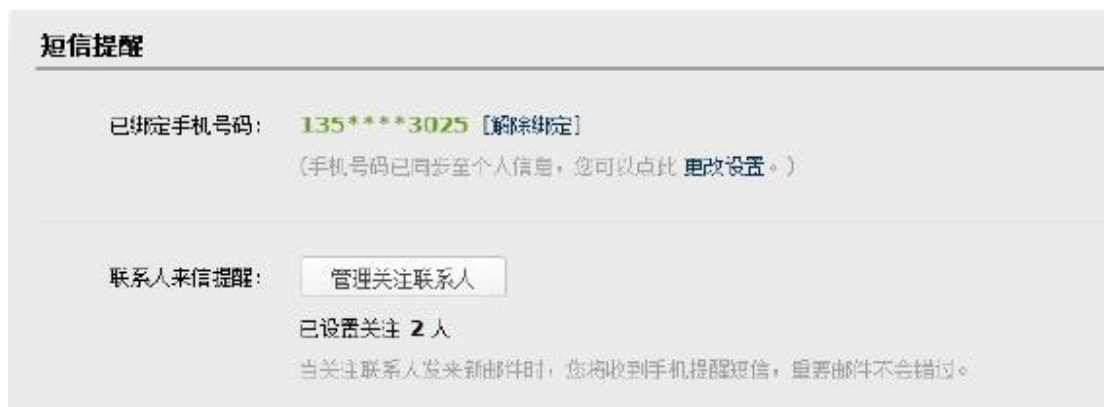 短信提醒
已绑定手机号码： 135****3025 [解除绑定]
(手机号码已同步至个人信息，您可以点此 更改设置。)
联系人来信提醒： 管理关注联系人
已设置关注 2 人
当关注联系人发来新邮件时，您将收到手机提醒短信，重要邮件不会错过。